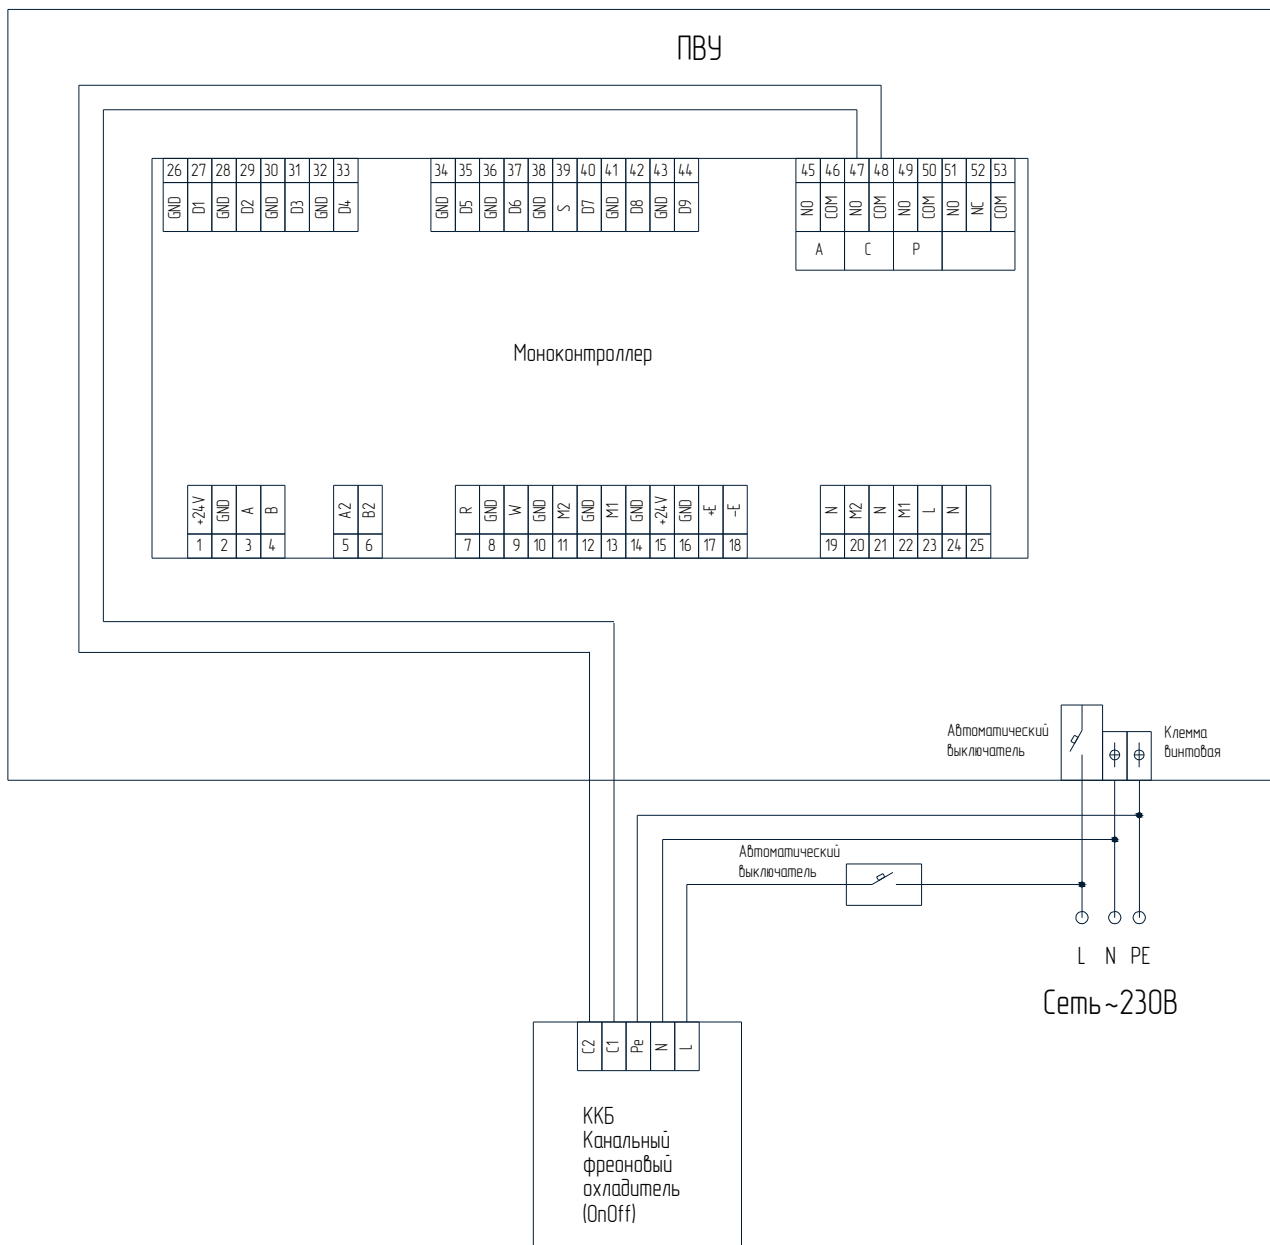 ПВУ
26 27 28 29 30 31 32 33
GND D1 GND D2 GND D3 GND D4
34 35 36 37 38 39 40 41 42 43 44
GND D5 GND D6 GND S D7 GND D8 GND D9
45 46 47 48 49 50 51 52 53
NO COM NO COM NO COM NO NC COM
A C P
Моноконтроллер
+24V GND A B
1 2 3 4
A2 B2
5 6
R GND W GND M2 GND M1 GND +24V GND +E -E
7 8 9 10 11 12 13 14 15 16 17 18
N M2 N M1 L N
19 20 21 22 23 24 25
Автоматический
выключатель
Клемма
винтовая
Автоматический
выключатель
L N PE
Сеть ~230В
C2 C1 Pe N L
ККБ
Канальный
фреоновый
охладитель
(OnOff)